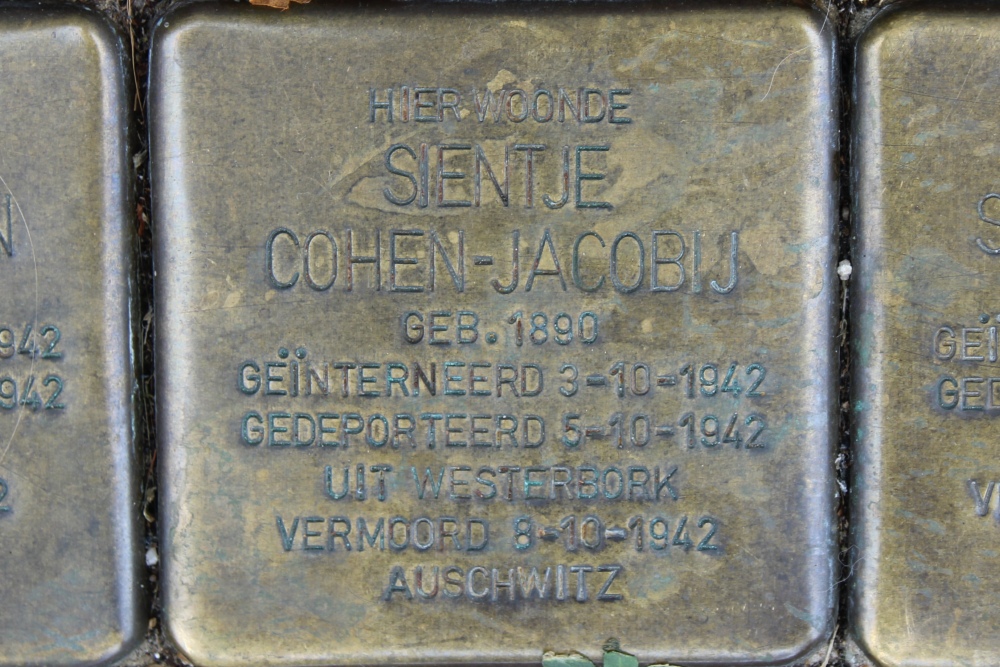 HIER WOONDE
SIENTJE
COHEN-JACOBIJ
GEB. 1890
GEÏNTERNEERD 3-10-1942
GEDEPORTEERD 5-10-1942
UIT WESTERBORK
VERMOORD 8-10-1942
AUSCHWITZ